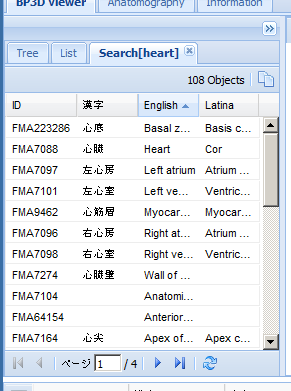 BP3D Viewer Anatomography Information
Tree List Search[heart]
108 Objects
ID 漢字 English Latina
FMA223286 心底 Basal z... Basis c...
FMA7088 心臓 Heart Cor
FMA7097 左心房 Left atrium Atrium ...
FMA7101 左心室 Left ve... Ventric...
FMA9462 心筋層 Myocar... Myocar...
FMA7096 右心房 Right at... Atrium ...
FMA7098 右心室 Right ve... Ventric...
FMA7274 心臓壁 Wall of ...
FMA7104 Anatomi...
FMA64154 Anterior...
FMA7164 心尖 Apex of... Apex c...
ページ 1 / 4